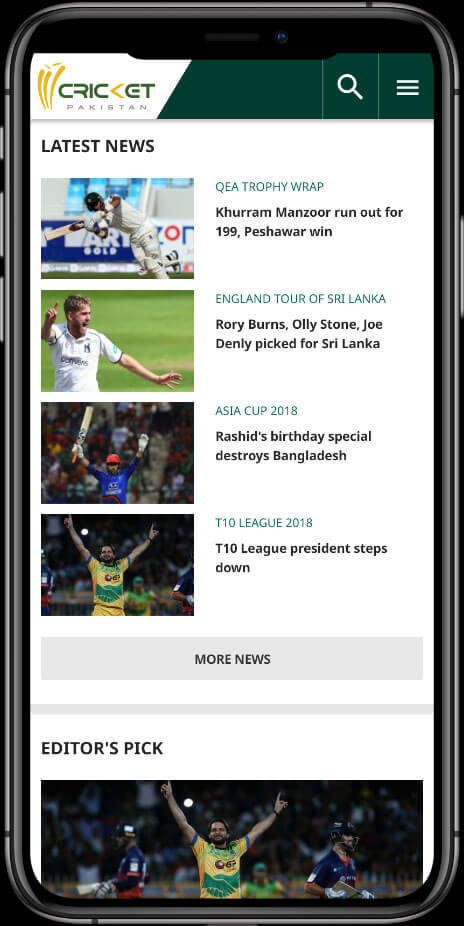 CRICKET
PAKISTAN
LATEST NEWS
QEA TROPHY WRAP
Khurram Manzoor run out for
199, Peshawar win
ENGLAND TOUR OF SRI LANKA
Rory Burns, Olly Stone, Joe
Denly picked for Sri Lanka
ASIA CUP 2018
Rashid's birthday special
destroys Bangladesh
T10 LEAGUE 2018
T10 League president steps
down
MORE NEWS
EDITOR'S PICK